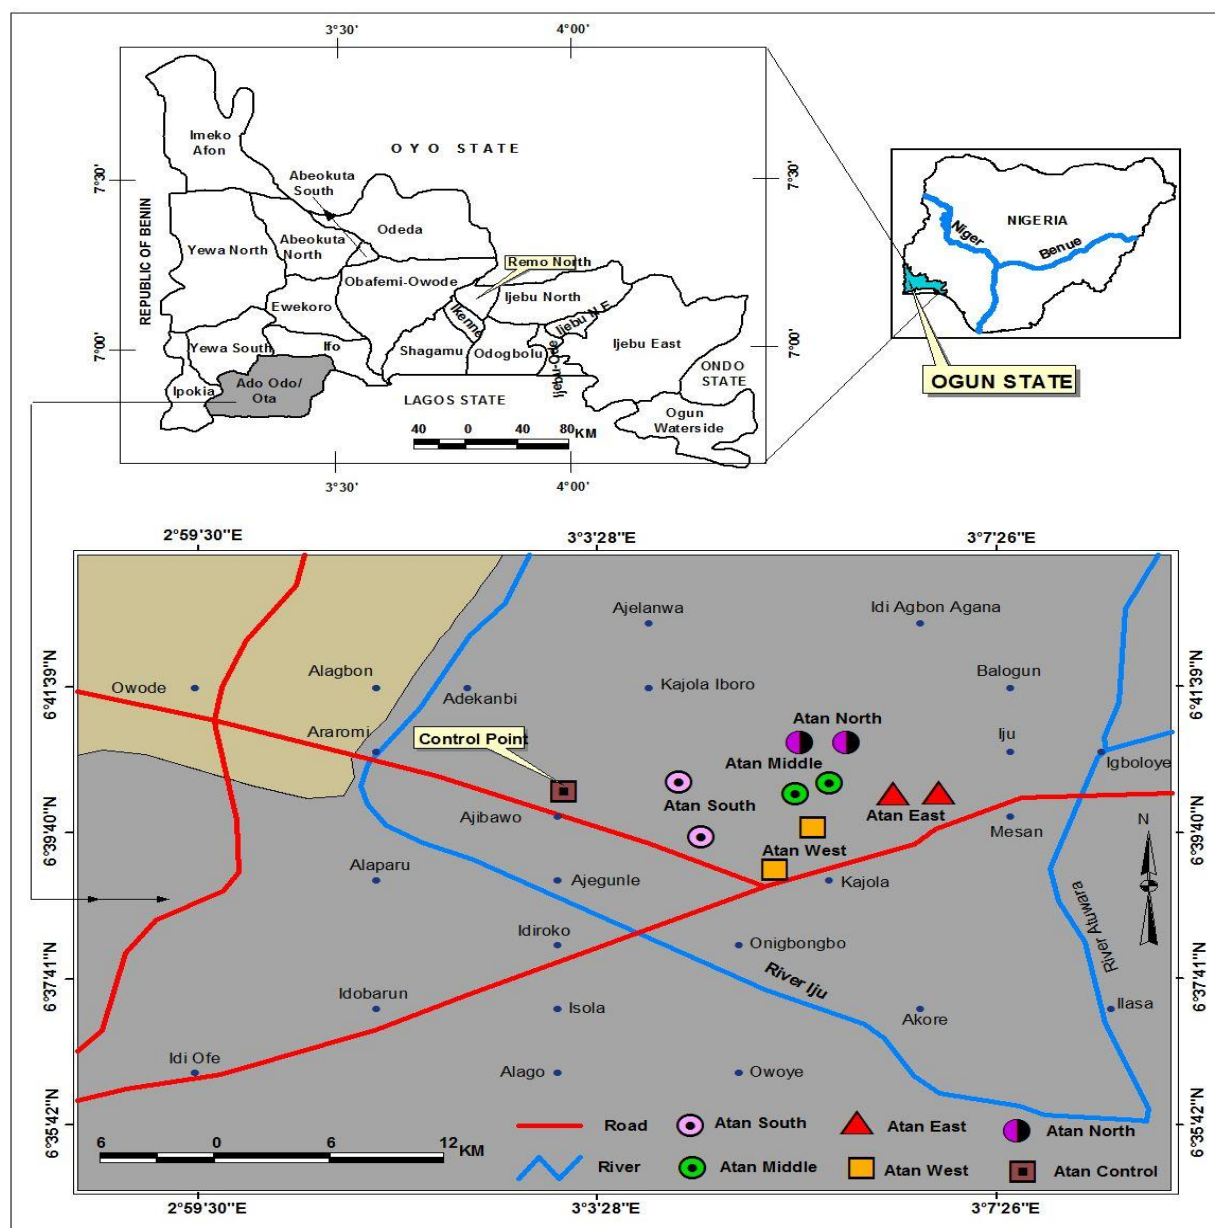 3°30'
4°00'
Imeko
Afon
OYO STATE
Abeokuta
South
7°30'
7°30'
REPUBLIC OF BENIN
Yewa North
Abeokuta
North
Odeda
Remo North
Obafemi-Owode
Ewekoro
Ikenne
Ijebu North
Ijebu N.E
7°00'
7°00'
Yewa South
Ifo
Shagamu
Odogbolu
Ijebu-Ode
Ijebu East
ONDO
STATE
Ipokia
Ado Odo/
Ota
LAGOS STATE
Ogun
Waterside
40 0 40 80 KM
3°30'
4°00'
NIGERIA
Niger
Benue
OGUN STATE
2°59'30"E
3°3'28"E
3°7'26"E
Ajelanwa
Idi Agbon Agana
6°41'39"N
6°41'39"N
Owode
Alagbon
Adekanbi
Kajola Iboro
Balogun
Atan North
Araromi
Control Point
Atan Middle
Iju
Igboloye
Atan South
Atan East
6°39'40"N
6°39'40"N
Ajibawo
Mesan
N
Atan West
Alaparu
Ajegunle
Kajola
River Atuwara
Idiroko
Onigbongbo
6°37'41"N
6°37'41"N
River Iju
Idobarun
Isola
Akore
Ilasa
Idi Ofe
Alago
Owoye
6°35'42"N
6°35'42"N
Road
Atan South
Atan East
Atan North
6 0 6 12 KM
River
Atan Middle
Atan West
Atan Control
2°59'30"E
3°3'28"E
3°7'26"E